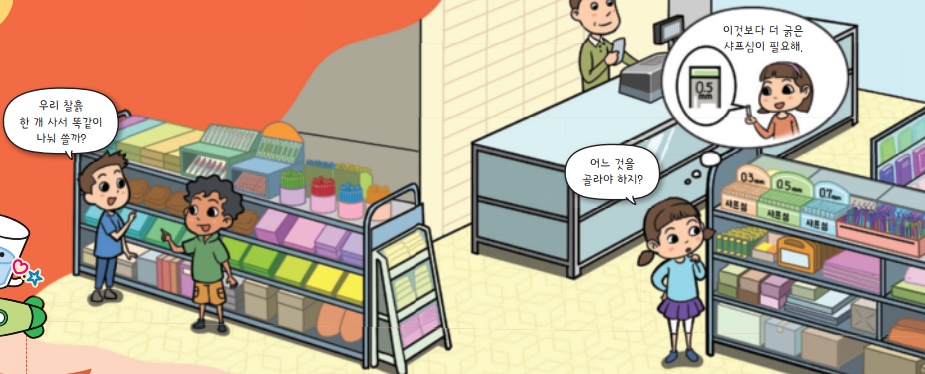 우리 찰흙
한 개 사서 똑같이
나눠 쓸까?
이것보다 더 굵은
샤프심이 필요해.
0.5
mm
어느 것을
골라야 하지?
0.3mm
0.5mm
0.7mm
샤프심
샤프심
샤프심